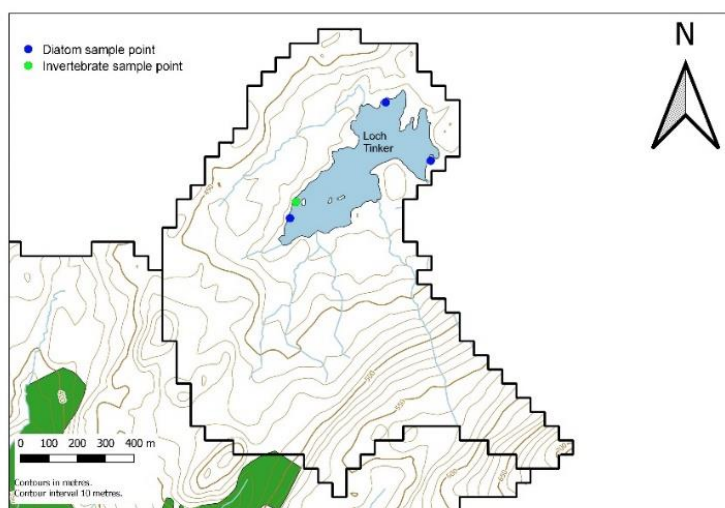 Diatom sample point
Invertebrate sample point
N
Loch
Tinker
0 100 200 300 400 m
Contours in metres.
Contour interval 10 metres.